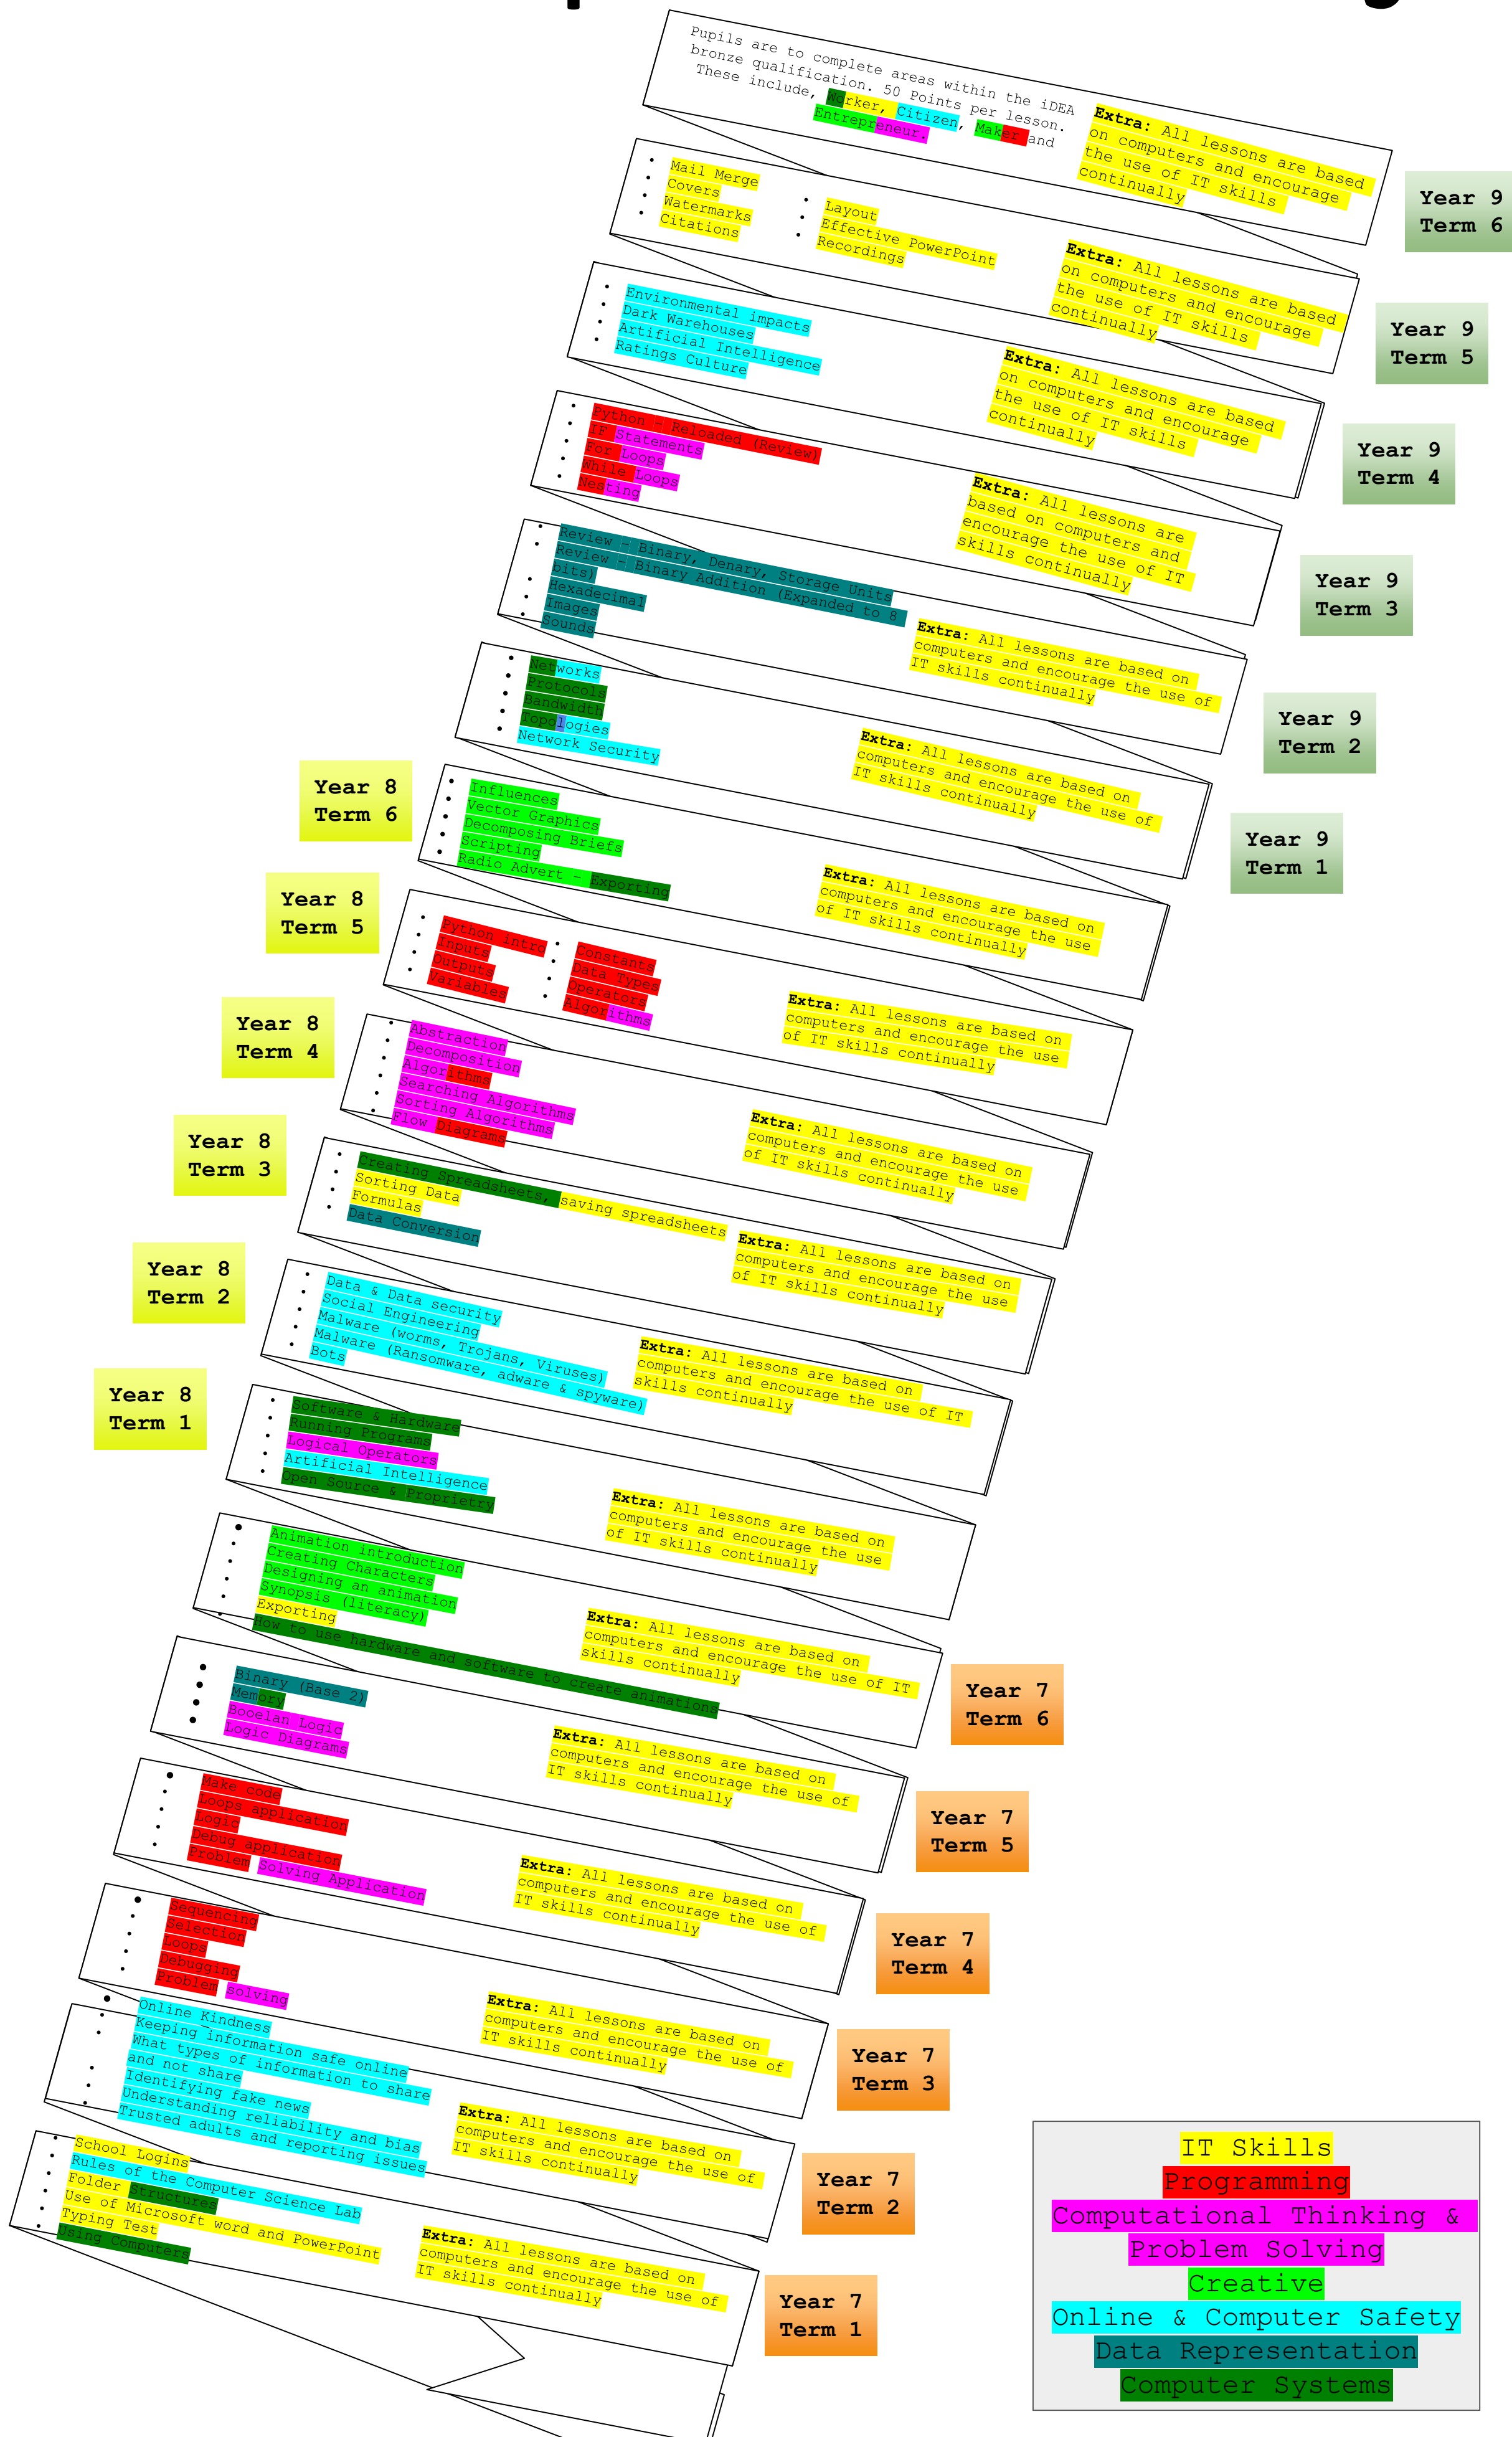 Pupils are to complete areas within the iDEA
bronze qualification. 50 Points per lesson.
These include, Worker, Citizen, Maker and
Entrepreneur.
Extra: All lessons are based
on computers and encourage
the use of IT skills
continually
Year 9
Term 6
Mail Merge
Covers
Watermarks
Citations
Layout
Effective PowerPoint
Recordings
Extra: All lessons are based
on computers and encourage
the use of IT skills
continually
Year 9
Term 5
Environmental impacts
Dark Warehouses
Artificial Intelligence
Ratings Culture
Extra: All lessons are based
on computers and encourage
the use of IT skills
continually
Year 9
Term 4
Python - Reloaded (Review)
IF Statements
For Loops
While Loops
Nesting
Extra: All lessons are
based on computers and
encourage the use of IT
skills continually
Year 9
Term 3
Review - Binary, Denary, Storage Units
Review - Binary Addition (Expanded to 8
bits)
Hexadecimal
Images
Sounds
Extra: All lessons are based on
computers and encourage the use of
IT skills continually
Year 9
Term 2
Networks
Protocols
Bandwidth
Topologies
Network Security
Extra: All lessons are based on
computers and encourage the use of
IT skills continually
Year 9
Term 1
Year 8
Term 6
Influences
Vector Graphics
Decomposing Briefs
Scripting
Radio Advert - Exporting
Extra: All lessons are based on
computers and encourage the use
of IT skills continually
Year 8
Term 5
Python intro
Inputs
Outputs
Variables
Constants
Data Types
Operators
Algorithms
Extra: All lessons are based on
computers and encourage the use
of IT skills continually
Year 8
Term 4
Abstraction
Decomposition
Algorithms
Searching Algorithms
Sorting Algorithms
Flow Diagrams
Extra: All lessons are based on
computers and encourage the use
of IT skills continually
Year 8
Term 3
Creating Spreadsheets, saving spreadsheets
Sorting Data
Formulas
Data Conversion
Extra: All lessons are based on
computers and encourage the use
of IT skills continually
Year 8
Term 2
Data & Data security
Social Engineering
Malware (worms, Trojans, Viruses)
Malware (Ransomware, adware & spyware)
Bots
Extra: All lessons are based on
computers and encourage the use of IT
skills continually
Year 8
Term 1
Software & Hardware
Running Programs
Logical Operators
Artificial Intelligence
Open Source & Proprietry
Extra: All lessons are based on
computers and encourage the use
of IT skills continually
Animation introduction
Creating Characters
Designing an animation
Synopsis (literacy)
Exporting
How to use hardware and software to create animations
Extra: All lessons are based on
computers and encourage the use of IT
skills continually
Year 7
Term 6
Binary (Base 2)
Memory
Booelan Logic
Logic Diagrams
Extra: All lessons are based on
computers and encourage the use of
IT skills continually
Year 7
Term 5
Make code
Loops application
Logic
Debug application
Problem Solving Application
Extra: All lessons are based on
computers and encourage the use of
IT skills continually
Year 7
Term 4
Sequencing
Selection
Loops
Debugging
Problem solving
Extra: All lessons are based on
computers and encourage the use of
IT skills continually
Year 7
Term 3
Online Kindness
Keeping information safe online
What types of information to share
and not share
Identifying fake news
Understanding reliability and bias
Trusted adults and reporting issues
Extra: All lessons are based on
computers and encourage the use of
IT skills continually
Year 7
Term 2
School Logins
Rules of the Computer Science Lab
Folder Structures
Use of Microsoft word and PowerPoint
Typing Test
Using Computers
Extra: All lessons are based on
computers and encourage the use of
IT skills continually
Year 7
Term 1
IT Skills
Programming
Computational Thinking &
Problem Solving
Creative
Online & Computer Safety
Data Representation
Computer Systems